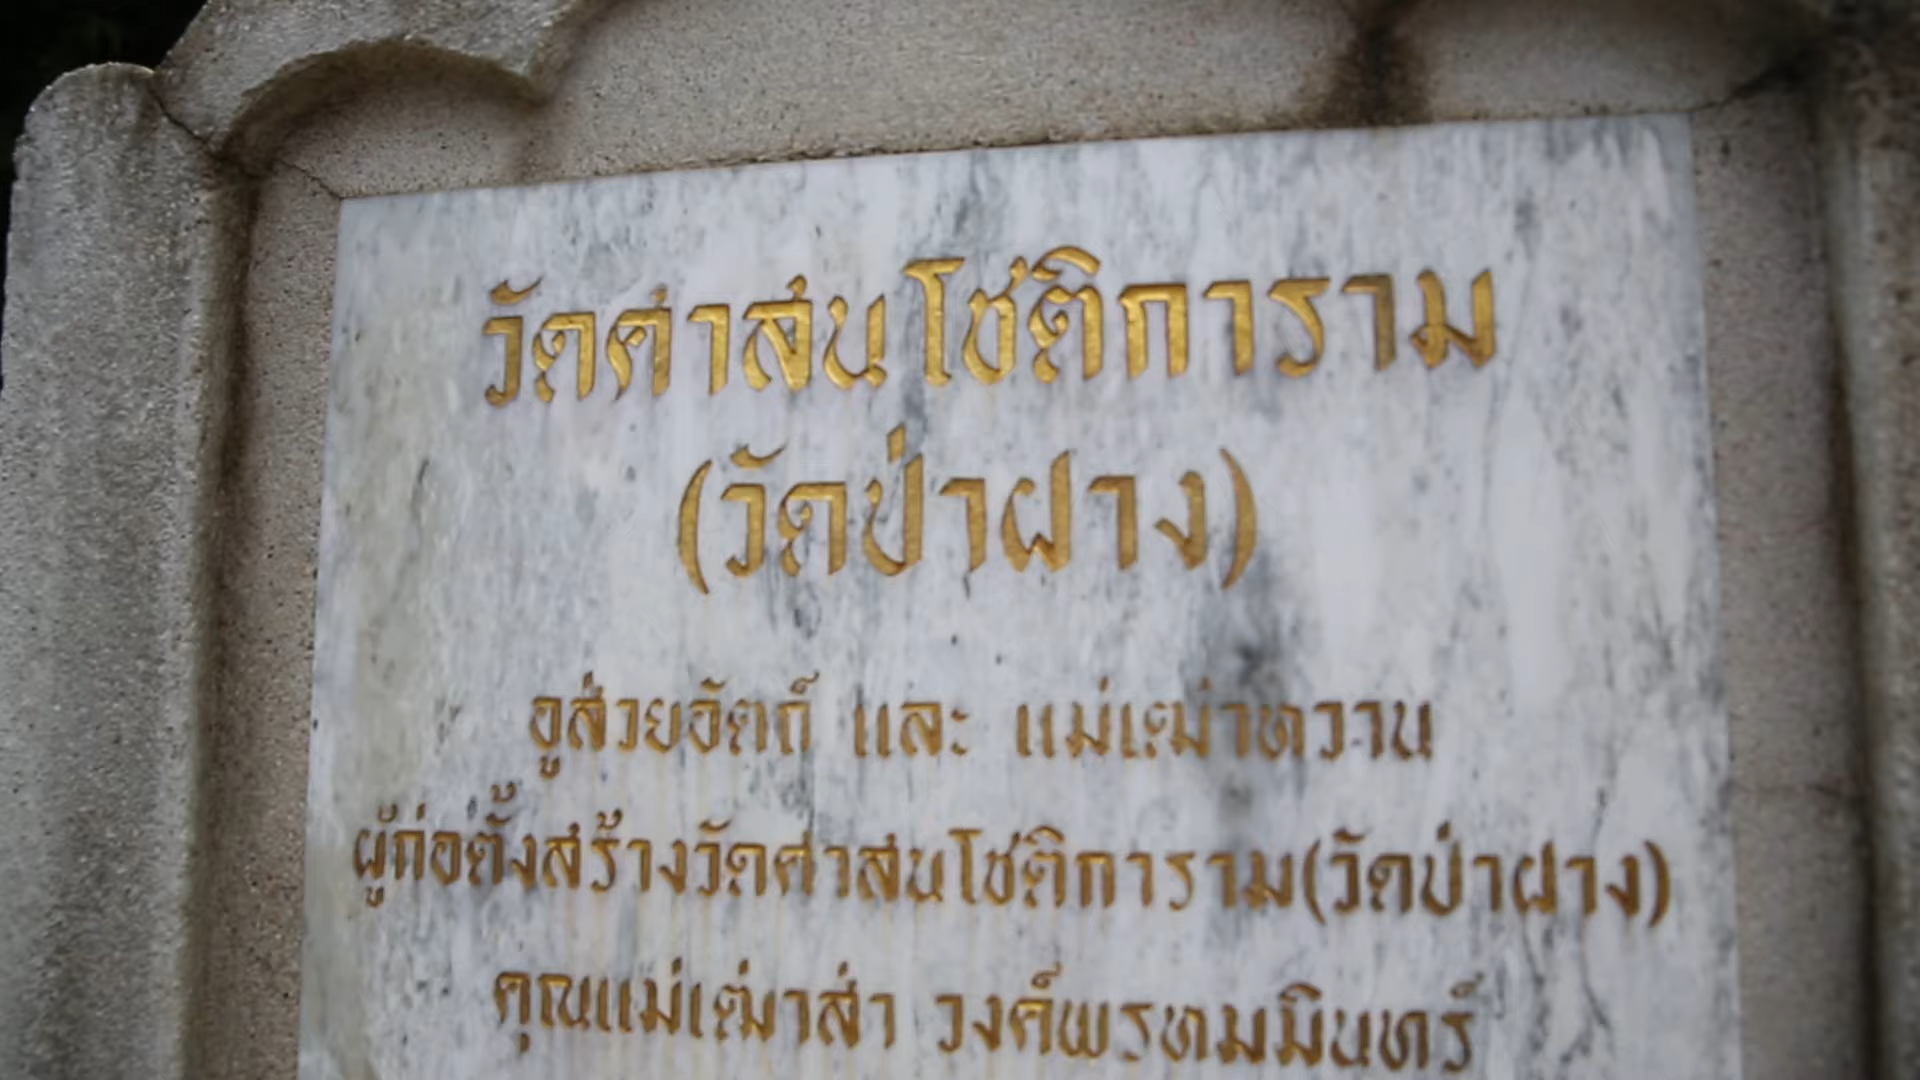 วัดศาสนโชติการาม
(วัดป่าฝาง)
อูส่วยอัตถ์ และ แม่เฒ่าทวาน
ผู้ก่อตั้งสร้างวัดศาสนโชติการาม(วัดป่าฝาง)
คุณแม่เฒ่าส่า วงค์พรหมมินทร์